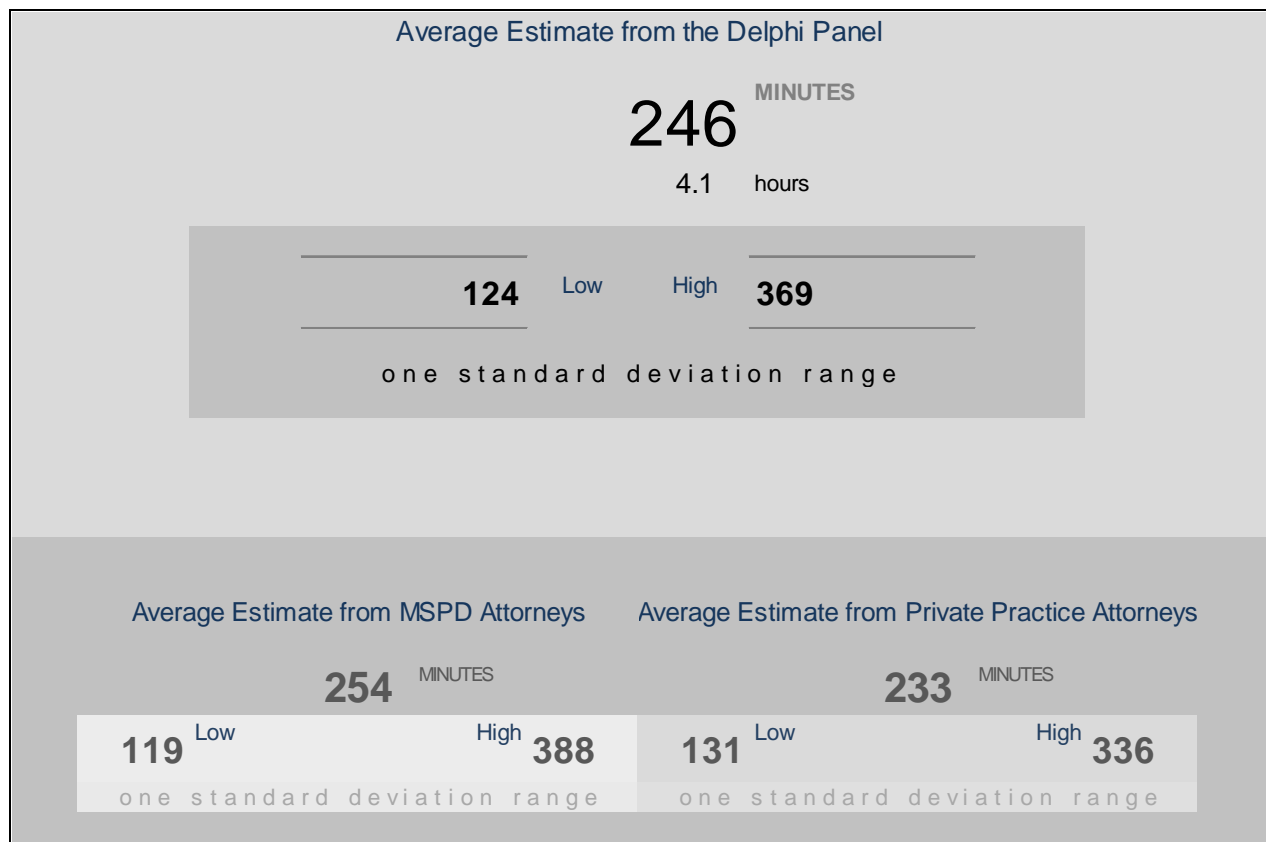 Average Estimate from the Delphi Panel
246 MINUTES
4.1 hours
124 Low High 369
one standard deviation range
Average Estimate from MSPD Attorneys Average Estimate from Private Practice Attorneys
254 MINUTES 233 MINUTES
119 Low High 388 131 Low High 336
one standard deviation range one standard deviation range